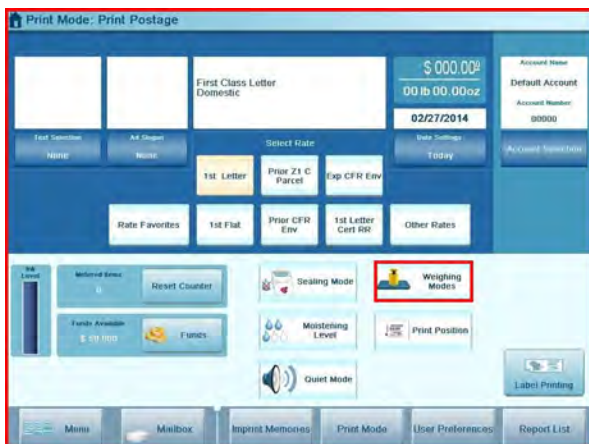 Print Mode: Print Postage
First Class Letter
Domestic
$ 000.00⁰
00 lb 00.00oz
02/27/2014
Account Name
Default Account
Account Number
00000
Text Selection
None
Ad Slogan
None
Select Rate
Date Settings
Today
Account Selection
1st Letter
Prior Z1 C
Parcel
Exp CFR Env
Rate Favorites
1st Flat
Prior CFR
Env
1st Letter
Cert RR
Other Rates
Ink
Level
Metered Items
0
Reset Counter
Funds Available
Funds
Sealing Mode
Weighing
Modes
Moistening
Level
Print Position
Quiet Mode
Label Printing
Menu
Mailbox
Imprint Memories
Print Mode
User Preferences
Report List